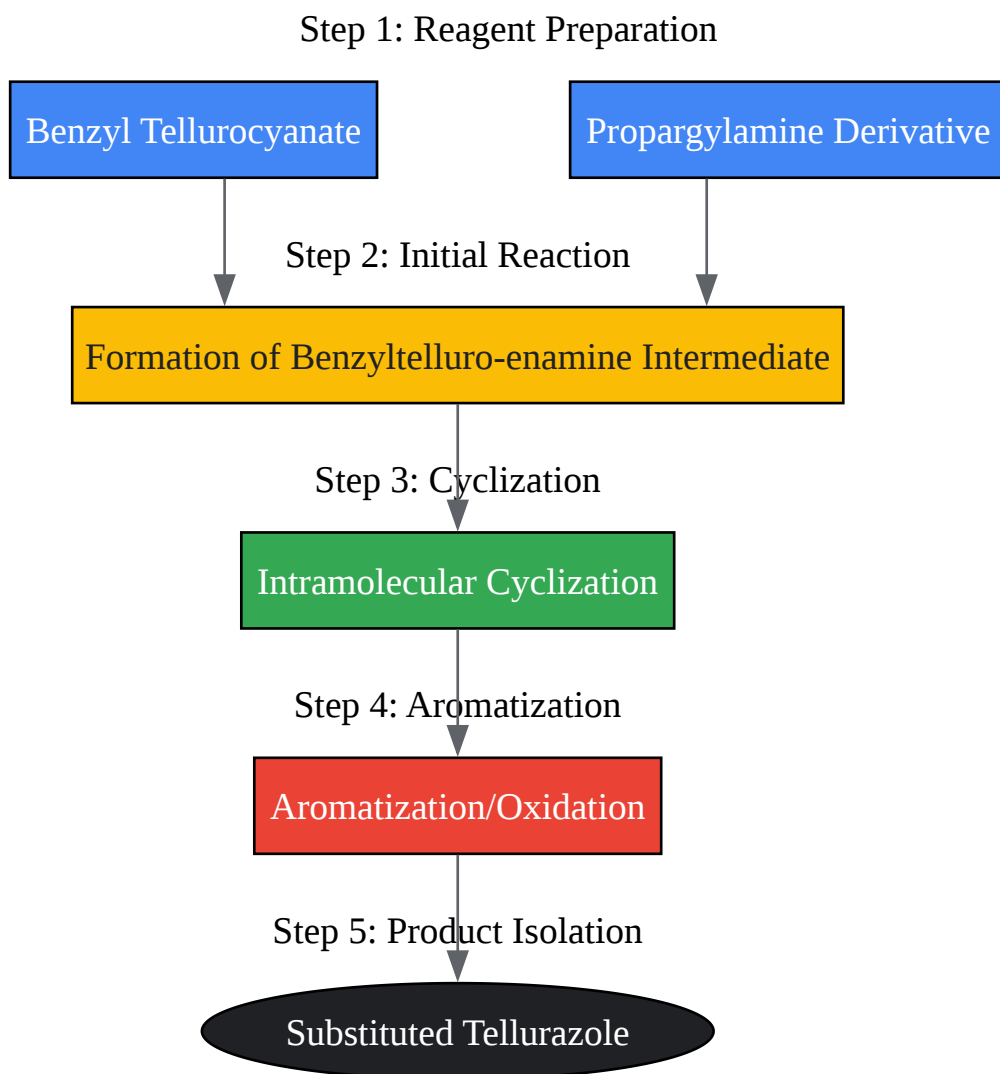 Step 1: Reagent Preparation
Benzyl Tellurocyanate
Propargylamine Derivative
Step 2: Initial Reaction
Formation of Benzyltelluro-enamine Intermediate
Step 3: Cyclization
Intramolecular Cyclization
Step 4: Aromatization
Aromatization/Oxidation
Step 5: Product Isolation
Substituted Tellurazole